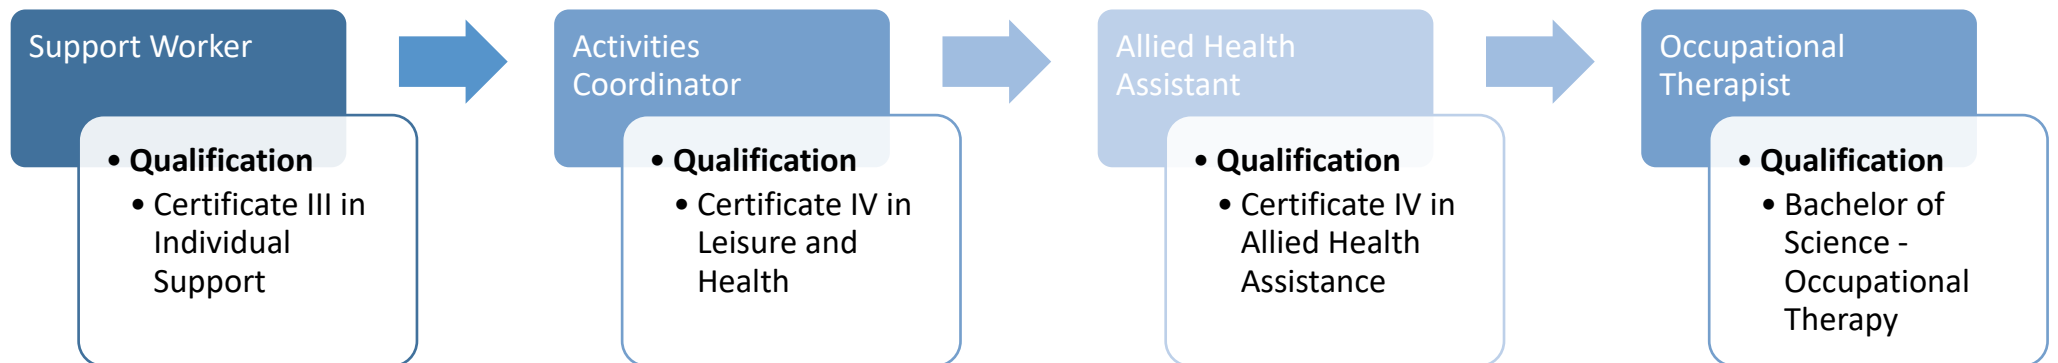 Support Worker
• Qualification
• Certificate III in
Individual
Support
Activities
Coordinator
• Qualification
• Certificate IV in
Leisure and
Health
Allied Health
Assistant
• Qualification
• Certificate IV in
Allied Health
Assistance
Occupational
Therapist
• Qualification
• Bachelor of
Science -
Occupational
Therapy